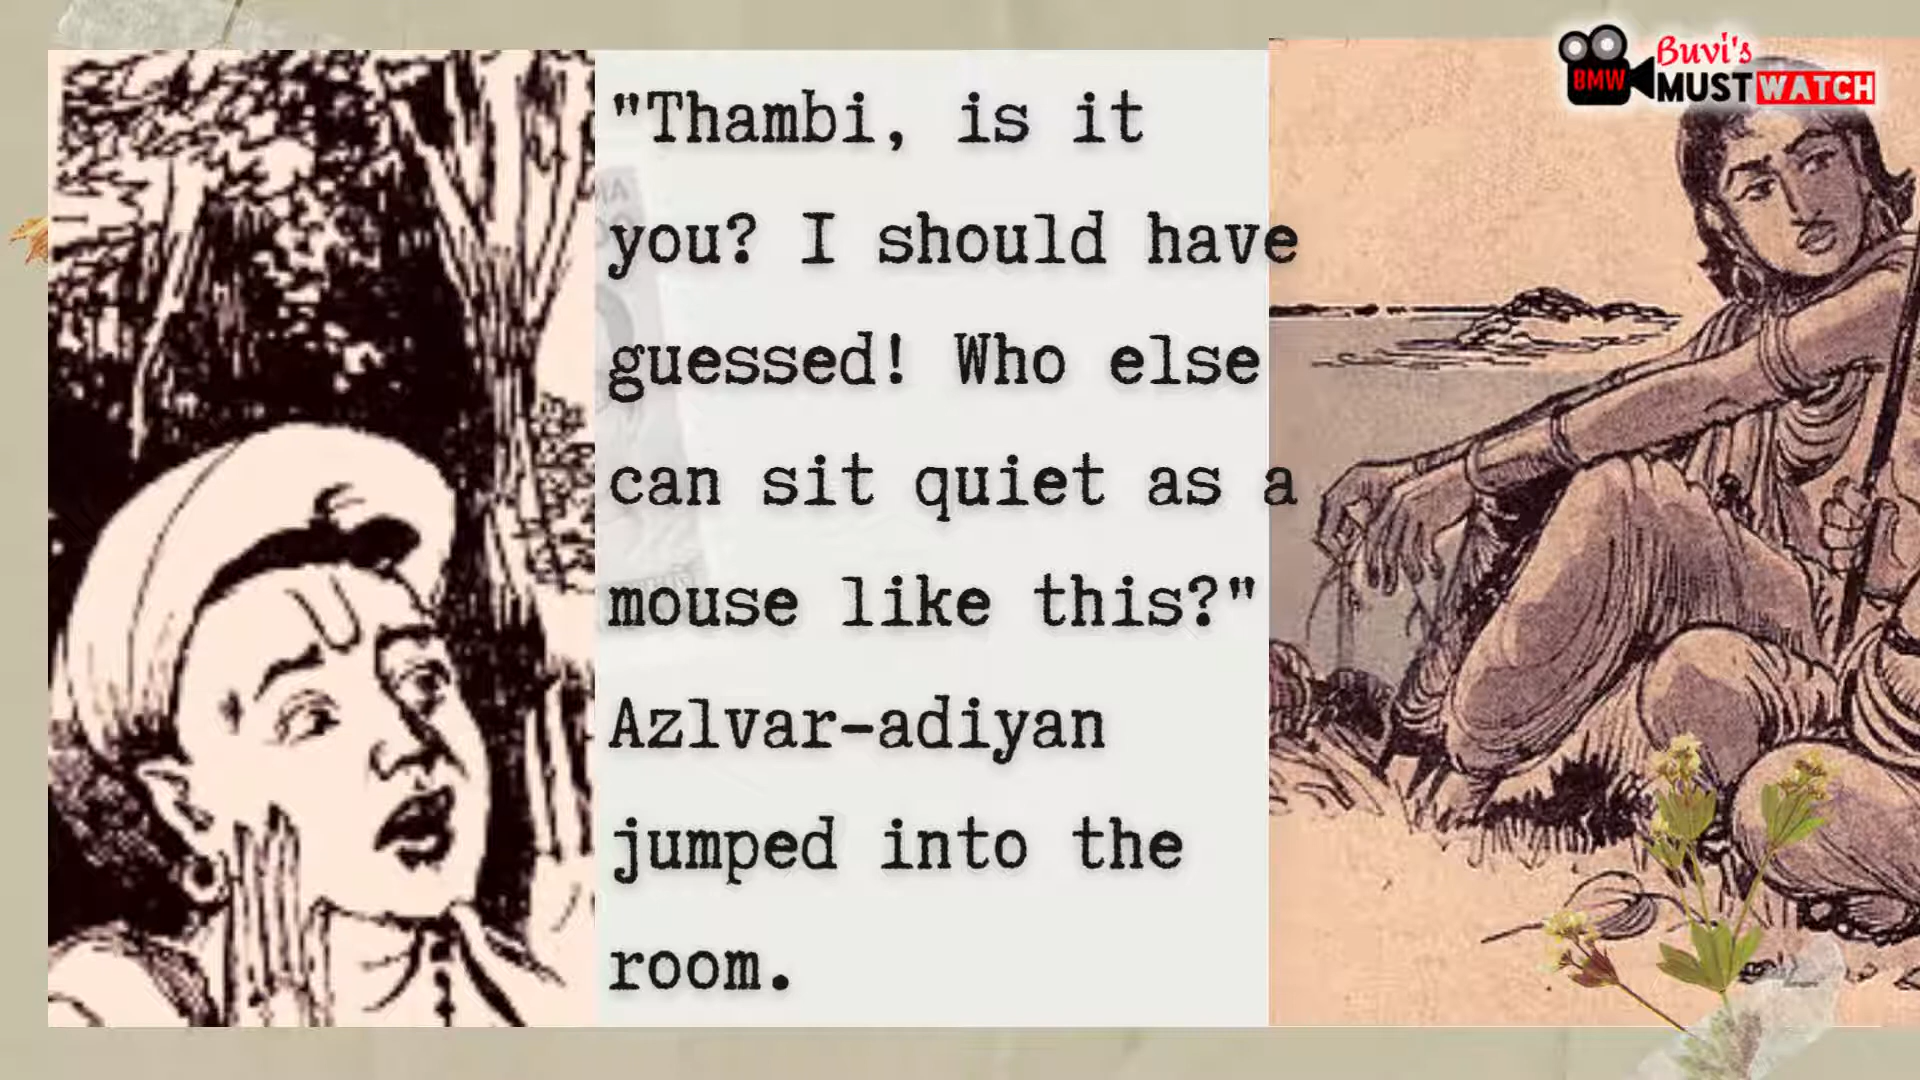 Buvi's
BMW MUST WATCH
"Thambi, is it
you? I should have
guessed! Who else
can sit quiet as a
mouse like this?"
Azlvar-adiyan
jumped into the
room.